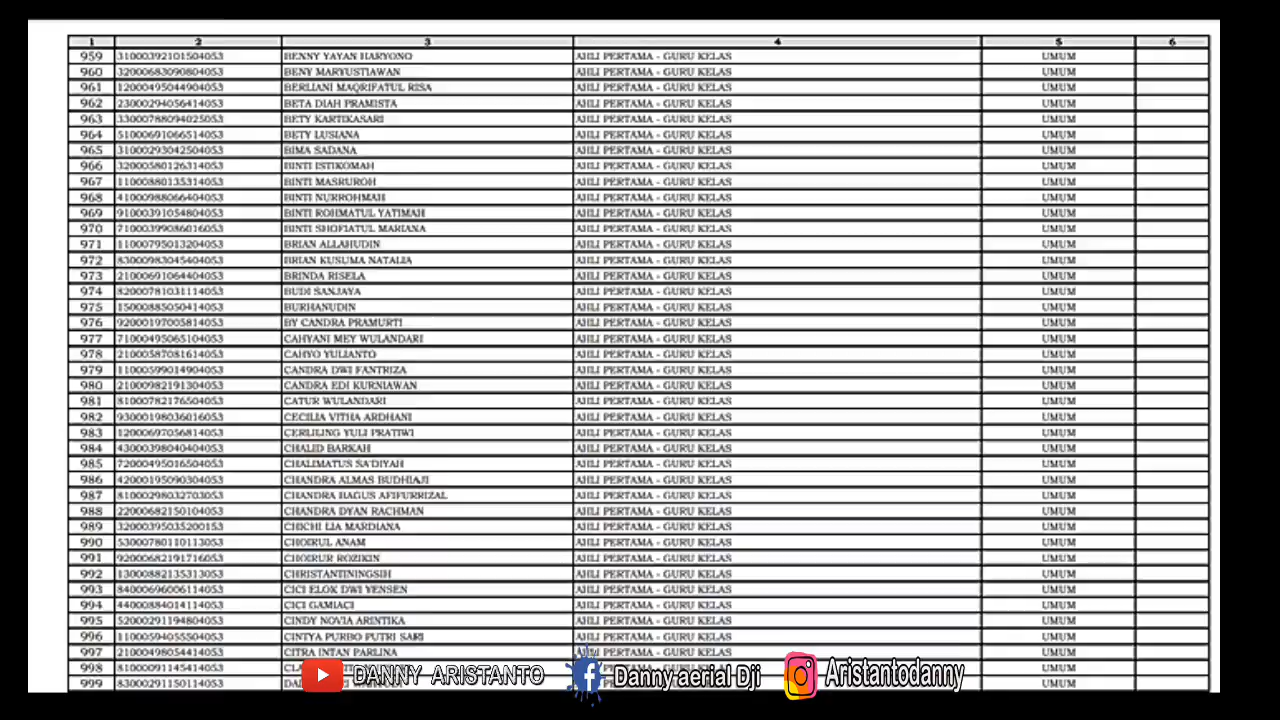 1 2 3 4 5 6
959 31000392101504053 BENNY YAYAN HARYONO AHLI PERTAMA - GURU KELAS UMUM
960 32000683090804053 BENY MARYUSTIAWAN AHLI PERTAMA - GURU KELAS UMUM
961 12000495044904053 BERLIANI MAQRIFATUL RISA AHLI PERTAMA - GURU KELAS UMUM
962 23000294056414053 BETA DIAH PRAMISTA AHLI PERTAMA - GURU KELAS UMUM
963 33000788094025053 BETY KARTIKASARI AHLI PERTAMA - GURU KELAS UMUM
964 51000691066514053 BETY LUSIANA AHLI PERTAMA - GURU KELAS UMUM
965 31000293042504053 BIMA SADANA AHLI PERTAMA - GURU KELAS UMUM
966 32000580126314053 BINTI ISTIKOMAH AHLI PERTAMA - GURU KELAS UMUM
967 11000880135314053 BINTI MASRUROH AHLI PERTAMA - GURU KELAS UMUM
968 41000988066404053 BINTI NURROHMAH AHLI PERTAMA - GURU KELAS UMUM
969 91000391054804053 BINTI ROHMATUL YATIMAH AHLI PERTAMA - GURU KELAS UMUM
970 71000399086016053 BINTI SHOFIATUL MARIANA AHLI PERTAMA - GURU KELAS UMUM
971 11000795013204053 BRIAN ALLAHUDIN AHLI PERTAMA - GURU KELAS UMUM
972 83000983045404053 BRIAN KUSUMA NATALIA AHLI PERTAMA - GURU KELAS UMUM
973 21000691064404053 BRINDA RISELA AHLI PERTAMA - GURU KELAS UMUM
974 82000781031114053 BUDI SANJAYA AHLI PERTAMA - GURU KELAS UMUM
975 15000885050414053 BURHANUDIN AHLI PERTAMA - GURU KELAS UMUM
976 92000197005814053 BY CANDRA PRAMURTI AHLI PERTAMA - GURU KELAS UMUM
977 71000495065104053 CAHYANI MEY WULANDARI AHLI PERTAMA - GURU KELAS UMUM
978 21000587081614053 CAHYO YULIANTO AHLI PERTAMA - GURU KELAS UMUM
979 11000599014904053 CANDRA DWI FANTRIZA AHLI PERTAMA - GURU KELAS UMUM
980 21000982191304053 CANDRA EDI KURNIAWAN AHLI PERTAMA - GURU KELAS UMUM
981 81000782176504053 CATUR WULANDARI AHLI PERTAMA - GURU KELAS UMUM
982 93000198036016053 CECILIA VITHA ARDHANI AHLI PERTAMA - GURU KELAS UMUM
983 12000697056814053 CERLILING YULI PRATIWI AHLI PERTAMA - GURU KELAS UMUM
984 43000398040404053 CHALID BARKAH AHLI PERTAMA - GURU KELAS UMUM
985 72000495016504053 CHALIMATUS SA'DIYAH AHLI PERTAMA - GURU KELAS UMUM
986 42000195090304053 CHANDRA ALMAS BUDHIAJI AHLI PERTAMA - GURU KELAS UMUM
987 81000298032703053 CHANDRA BAGUS AFIFURRIZAL AHLI PERTAMA - GURU KELAS UMUM
988 22000682150104053 CHANDRA DYAN RACHMAN AHLI PERTAMA - GURU KELAS UMUM
989 32000395035200153 CHICHI LIA MARDIANA AHLI PERTAMA - GURU KELAS UMUM
990 53000780110113053 CHOIRUL ANAM AHLI PERTAMA - GURU KELAS UMUM
991 92000682191716053 CHOIRUR ROZIKIN AHLI PERTAMA - GURU KELAS UMUM
992 13000882135313053 CHRISTANTININGSIH AHLI PERTAMA - GURU KELAS UMUM
993 84000696006114053 CICI ELOK DWI YENSEN AHLI PERTAMA - GURU KELAS UMUM
994 44000884014114053 CICI GAMIACI AHLI PERTAMA - GURU KELAS UMUM
995 52000291194804053 CINDY NOVIA ARINTIKA AHLI PERTAMA - GURU KELAS UMUM
996 11000594055504053 CINTYA PURBO PUTRI SARI AHLI PERTAMA - GURU KELAS UMUM
997 21000498054414053 CITRA INTAN PARLINA AHLI PERTAMA - GURU KELAS UMUM
998 81000091145414053 UMUM
999 83000291150114053 UMUM
DANNY ARISTANTO Danny aerial Dji Aristantodanny